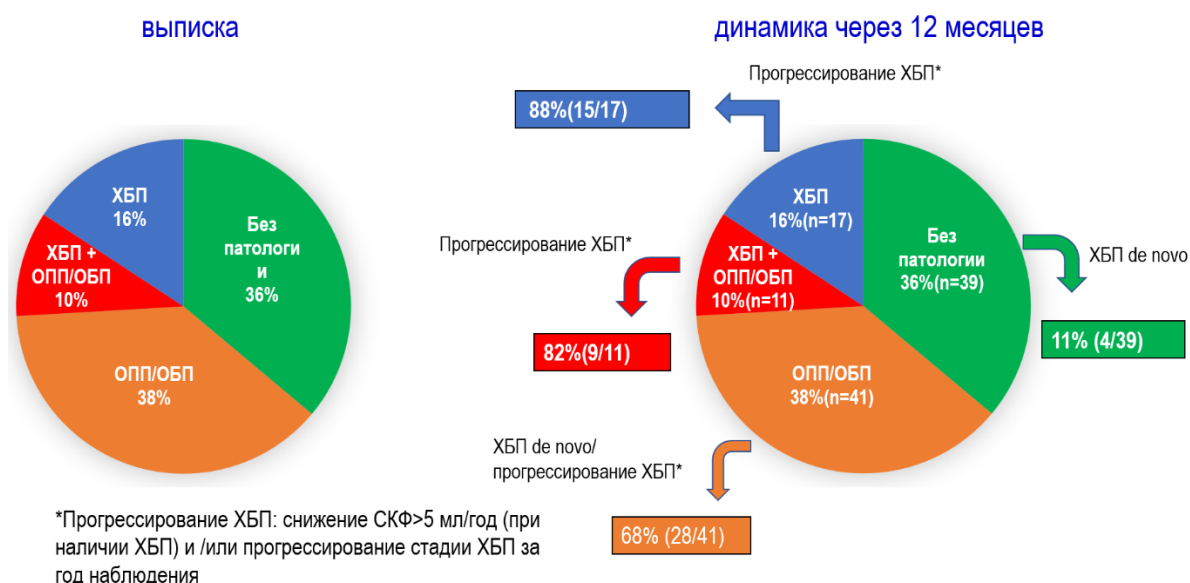 выписка
динамика через 12 месяцев
ХБП
16%
Без
патологи
и
36%
ХБП +
ОПП/ОБП
10%
ОПП/ОБП
38%
Прогрессирование ХБП*
88%(15/17)
ХБП
16%(n=17)
Без
патологии
36%(n=39)
ХБП +
ОПП/ОБП
10%(n=11)
ОПП/ОБП
38%(n=41)
Прогрессирование ХБП*
82%(9/11)
ХБП de novo
11% (4/39)
ХБП de novo/
прогрессирование ХБП*
68% (28/41)
*Прогрессирование ХБП: снижение СКФ>5 мл/год (при
наличии ХБП) и /или прогрессирование стадии ХБП за
год наблюдения